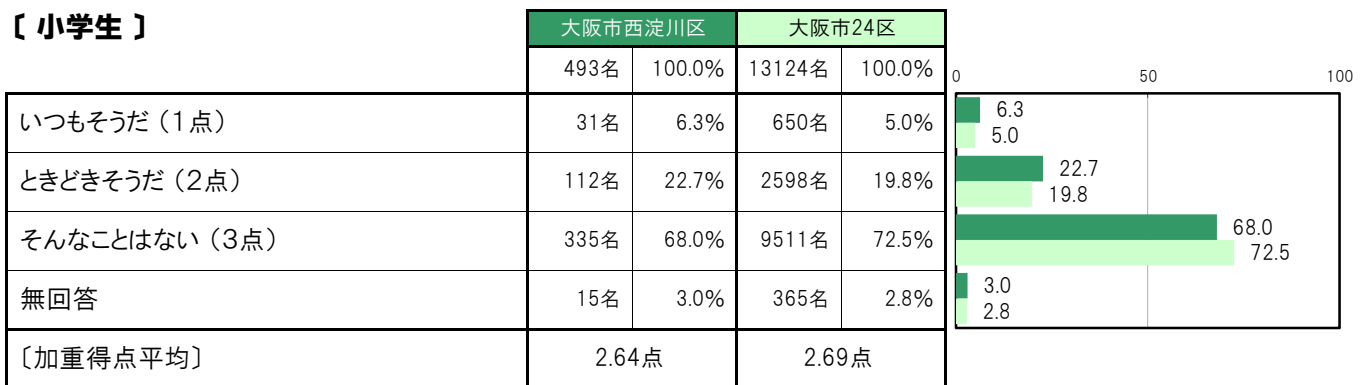 〔 小学生 〕
大阪市西淀川区 大阪市24区
493名 100.0% 13124名 100.0%
0 50 100
いつもそうだ（1点） 31名 6.3% 650名 5.0%
6.3
5.0
ときどきそうだ（2点） 112名 22.7% 2598名 19.8%
22.7
19.8
そんなことはない（3点） 335名 68.0% 9511名 72.5%
68.0
72.5
無回答 15名 3.0% 365名 2.8%
3.0
2.8
〔加重得点平均〕 2.64点 2.69点